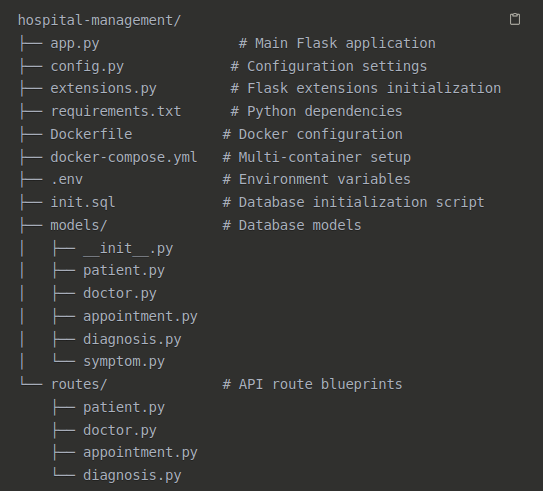 hospital-management/
├── app.py                 # Main Flask application
├── config.py             # Configuration settings
├── extensions.py         # Flask extensions initialization
├── requirements.txt      # Python dependencies
├── Dockerfile           # Docker configuration
├── docker-compose.yml   # Multi-container setup
├── .env                 # Environment variables
├── init.sql             # Database initialization script
├── models/              # Database models
│   ├── __init__.py
│   ├── patient.py
│   ├── doctor.py
│   ├── appointment.py
│   ├── diagnosis.py
│   └── symptom.py
└── routes/              # API route blueprints
    ├── patient.py
    ├── doctor.py
    ├── appointment.py
    └── diagnosis.py